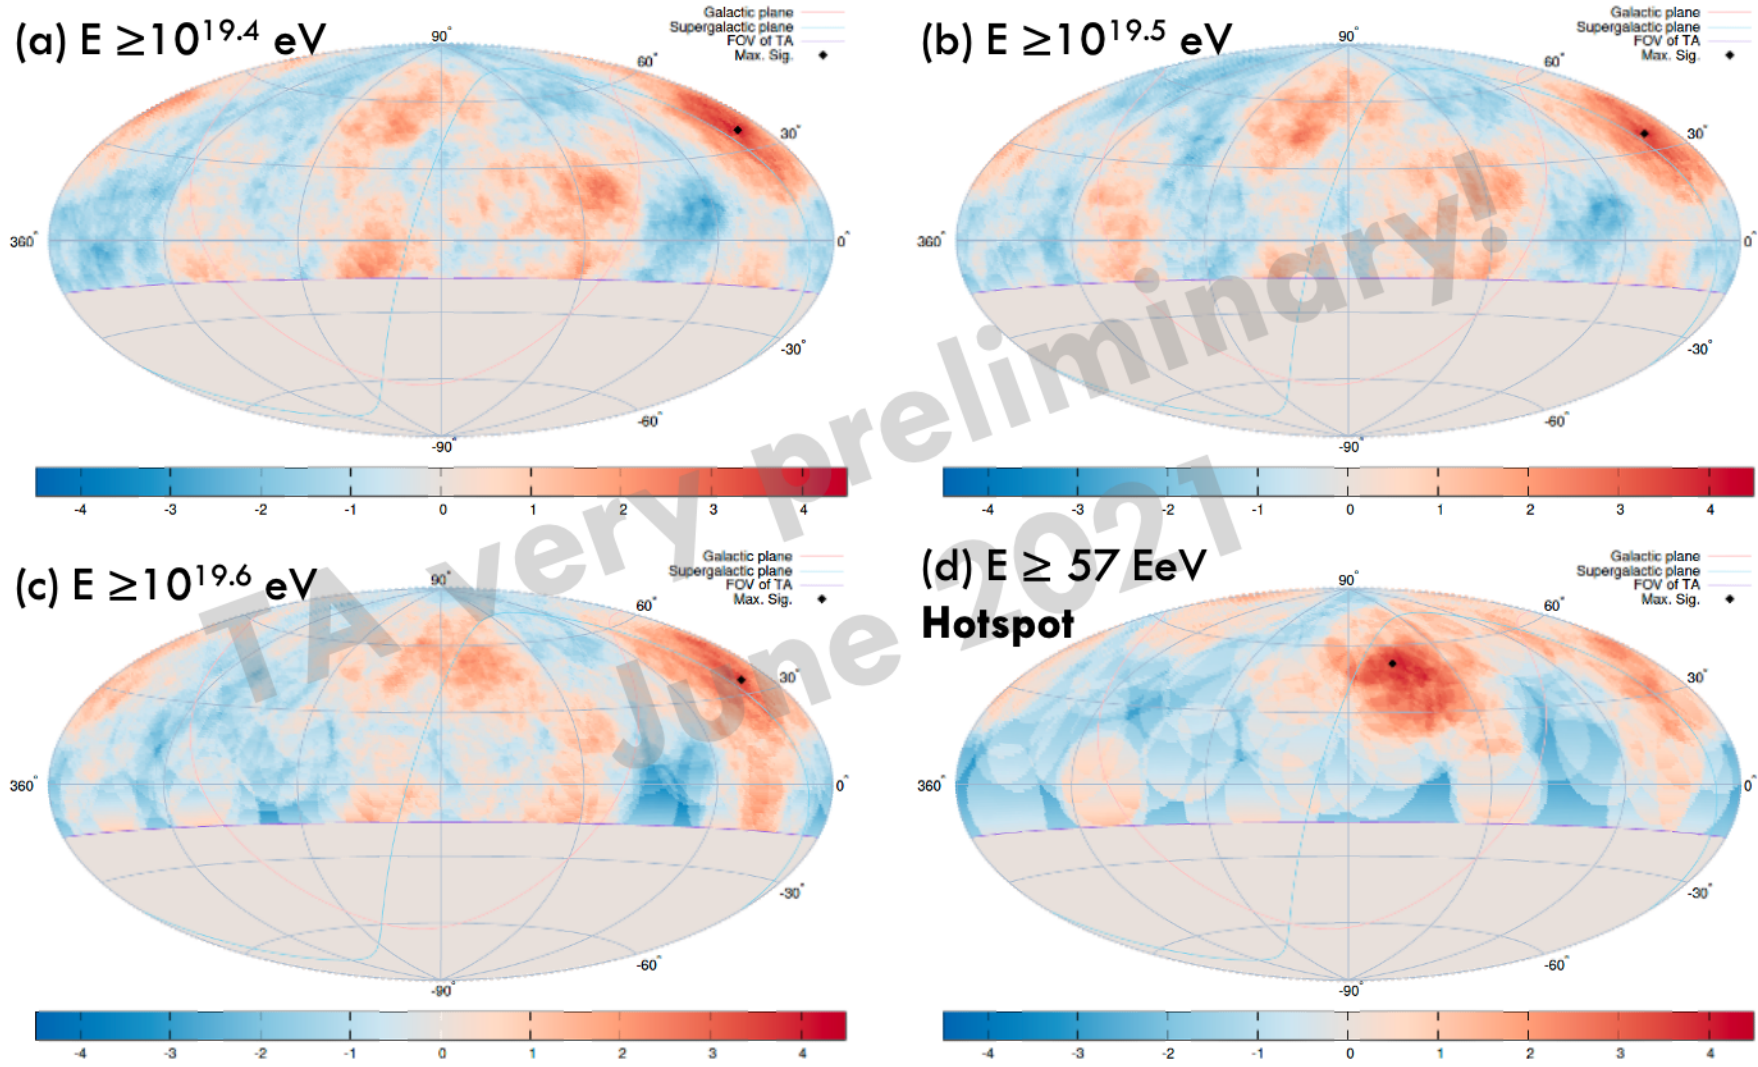 (a) E ≥10^19.4 eV
Galactic plane
Supergalactic plane
FOV of TA
Max. Sig.
90°
60°
30°
360°
0°
-30°
-60°
-90°
-4 -3 -2 -1 0 1 2 3 4
(b) E ≥10^19.5 eV
Galactic plane
Supergalactic plane
FOV of TA
Max. Sig.
90°
60°
30°
360°
0°
-30°
-60°
-90°
-4 -3 -2 -1 0 1 2 3 4
TA very preliminary!
June 2021
(c) E ≥10^19.6 eV
Galactic plane
Supergalactic plane
FOV of TA
Max. Sig.
90°
60°
30°
360°
0°
-30°
-60°
-90°
-4 -3 -2 -1 0 1 2 3 4
(d) E ≥ 57 EeV
Hotspot
Galactic plane
Supergalactic plane
FOV of TA
Max. Sig.
90°
60°
30°
360°
0°
-30°
-60°
-90°
-4 -3 -2 -1 0 1 2 3 4